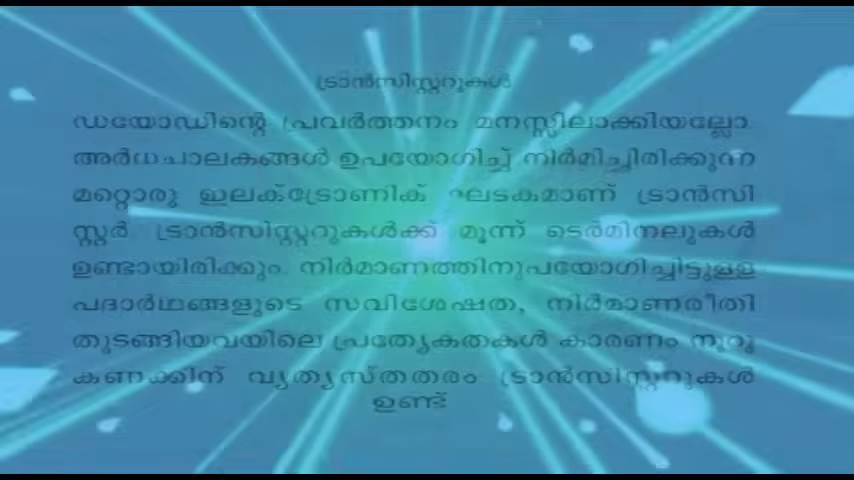 ട്രാൻസിസ്റ്ററുകൾ
ഡയോഡിന്റെ പ്രവർത്തനം മനസ്സിലാക്കിയല്ലോ.
അർധചാലകങ്ങൾ ഉപയോഗിച്ച് നിർമിച്ചിരിക്കുന്ന
മറ്റൊരു ഇലക്ട്രോണിക് ഘടകമാണ് ട്രാൻസി
സ്റ്റർ. ട്രാൻസിസ്റ്ററുകൾക്ക് മൂന്ന് ടെർമിനലുകൾ
ഉണ്ടായിരിക്കും. നിർമാണത്തിനുപയോഗിച്ചിട്ടുള്ള
പദാർഥങ്ങളുടെ സവിശേഷത, നിർമാണരീതി
തുടങ്ങിയവയിലെ പ്രത്യേകതകൾ കാരണം നൂറു
കണക്കിന് വ്യത്യസ്തതരം ട്രാൻസിസ്റ്ററുകൾ
ഉണ്ട്